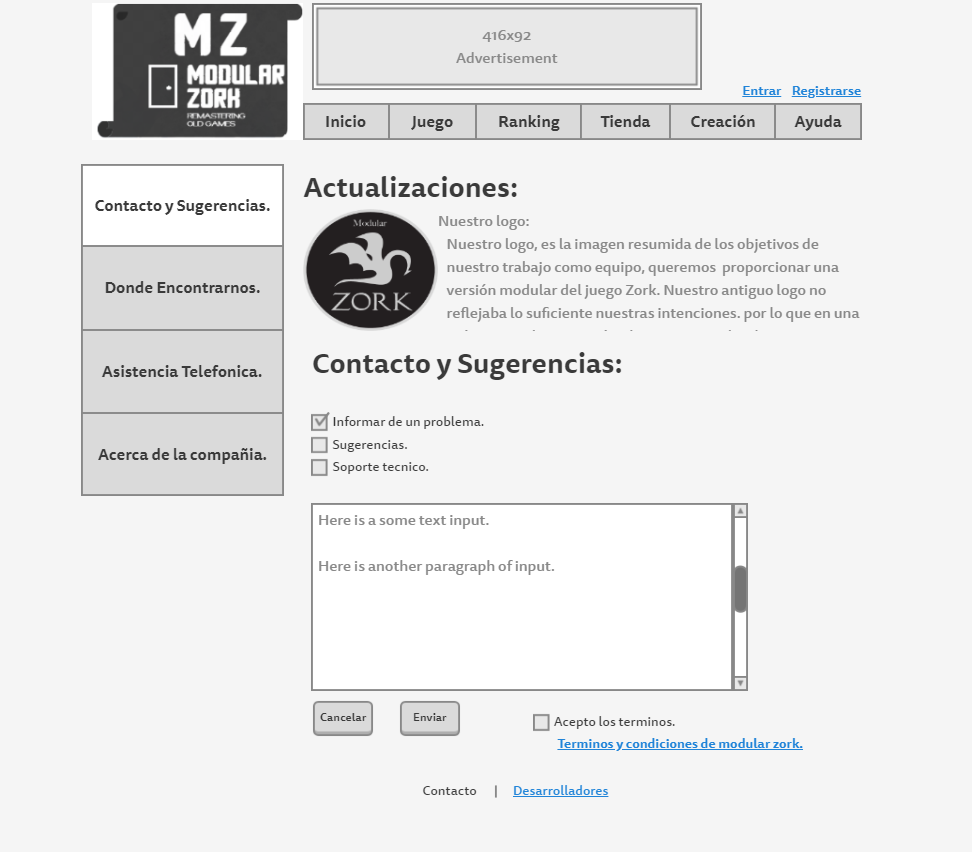 MZ
MODULAR
ZORK
REMASTERING
OLD GAMES
416x92
Advertisement
Entrar Registrarse
Inicio Juego Ranking Tienda Creación Ayuda
Contacto y Sugerencias.
Donde Encontrarnos.
Asistencia Telefonica.
Acerca de la compañia.
Actualizaciones:
Modular
ZORK
Nuestro logo:
Nuestro logo, es la imagen resumida de los objetivos de
nuestro trabajo como equipo, queremos proporcionar una
versión modular del juego Zork. Nuestro antiguo logo no
reflejaba lo suficiente nuestras intenciones. por lo que en una
Contacto y Sugerencias:
Informar de un problema.
Sugerencias.
Soporte tecnico.
Here is a some text input.
Here is another paragraph of input.
Cancelar Enviar
Acepto los terminos.
Terminos y condiciones de modular zork.
Contacto | Desarrolladores